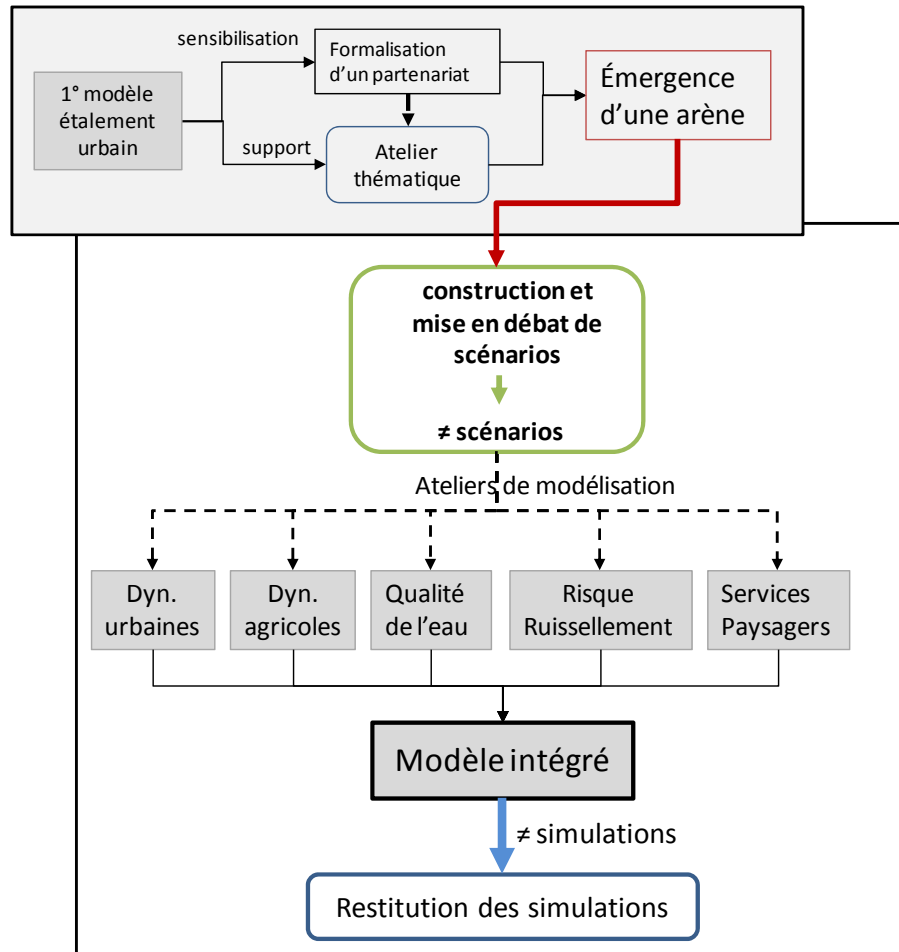 sensibilisation
Formalisation
d'un partenariat
1° modèle
étalement
urbain
support
Atelier
thématique
Émergence
d'une arène
construction et
mise en débat de
scénarios
≠ scénarios
Ateliers de modélisation
Dyn.
urbaines
Dyn.
agricoles
Qualité
de l'eau
Risque
Ruissellement
Services
Paysagers
Modèle intégré
≠ simulations
Restitution des simulations